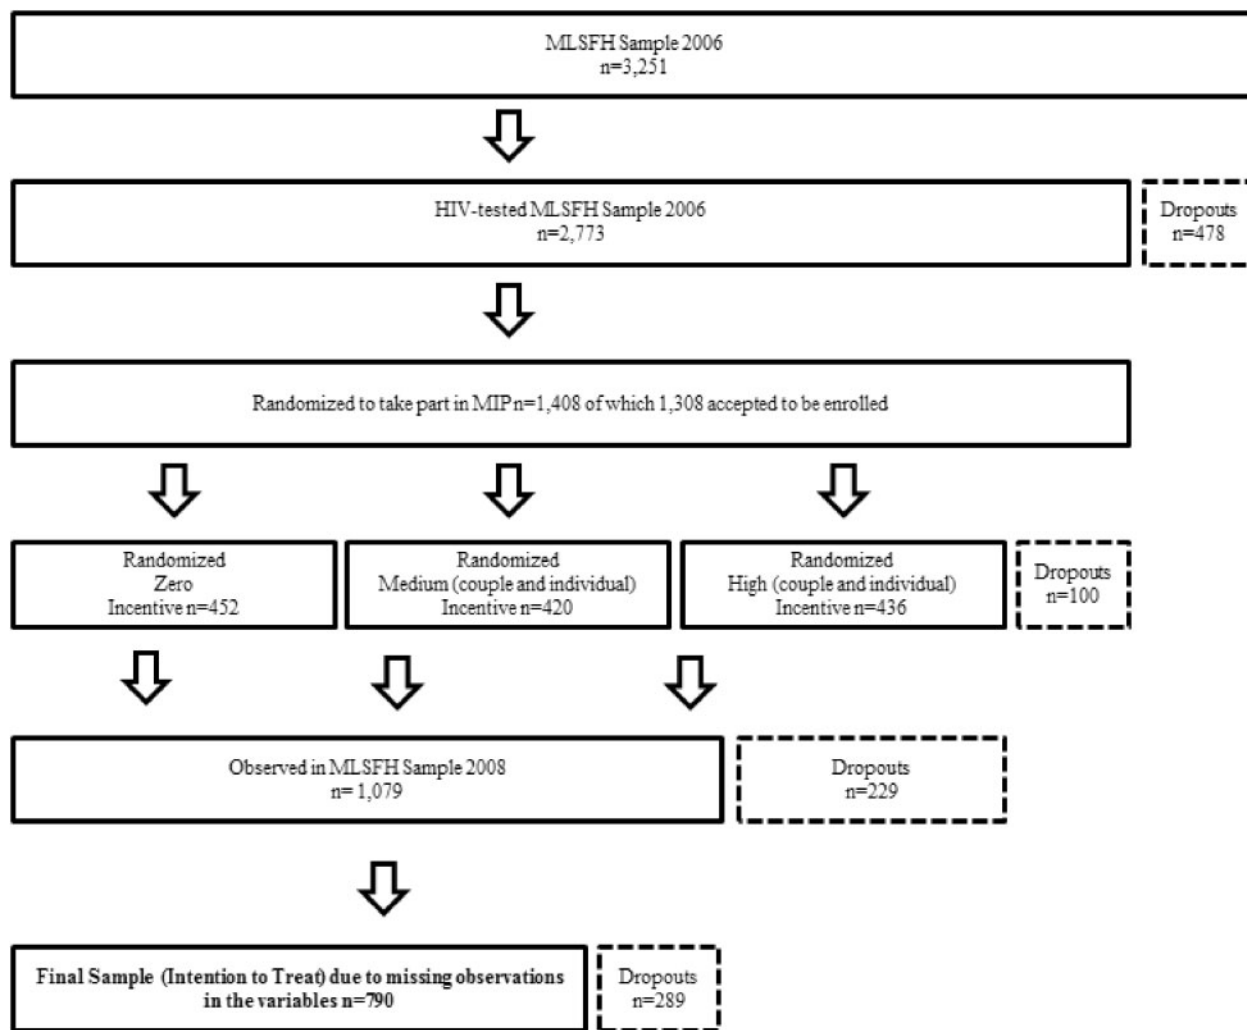 MLSFH Sample 2006
n=3,251
HIV-tested MLSFH Sample 2006
n=2,773
Dropouts
n=478
Randomized to take part in MIP n=1,408 of which 1,308 accepted to be enrolled
Randomized
Zero
Incentive n=452
Randomized
Medium (couple and individual)
Incentive n=420
Randomized
High (couple and individual)
Incentive n=436
Dropouts
n=100
Observed in MLSFH Sample 2008
n= 1,079
Dropouts
n=229
Final Sample (Intention to Treat) due to missing observations
in the variables n=790
Dropouts
n=289